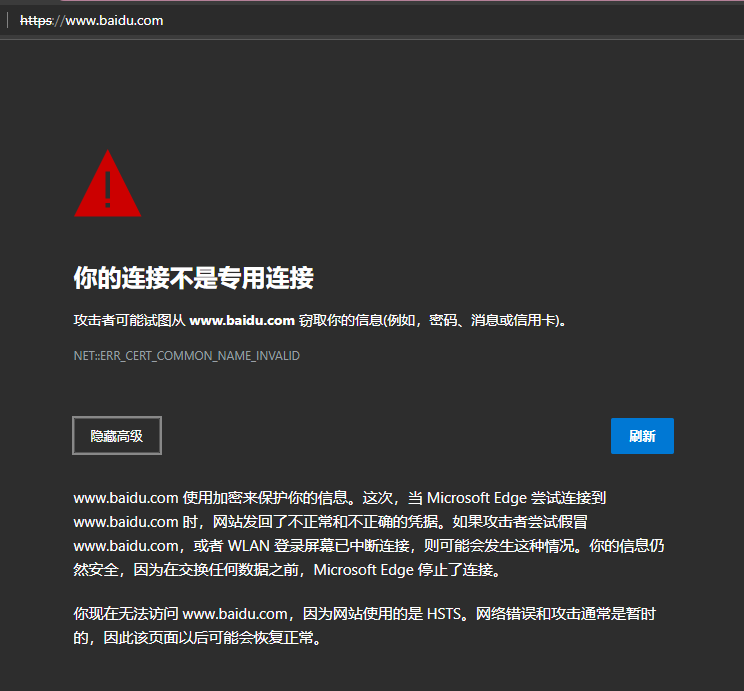 https://www.baidu.com
你的连接不是专用连接
攻击者可能试图从 www.baidu.com 窃取你的信息(例如，密码、消息或信用卡)。
NET::ERR_CERT_COMMON_NAME_INVALID
隐藏高级
刷新
www.baidu.com 使用加密来保护你的信息。这次，当 Microsoft Edge 尝试连接到
www.baidu.com 时，网站发回了不正常和不正确的凭据。如果攻击者尝试假冒
www.baidu.com，或者 WLAN 登录屏幕已中断连接，则可能会发生这种情况。你的信息仍
然安全，因为在交换任何数据之前，Microsoft Edge 停止了连接。
你现在无法访问 www.baidu.com，因为网站使用的是 HSTS。网络错误和攻击通常是暂时
的，因此该页面以后可能会恢复正常。